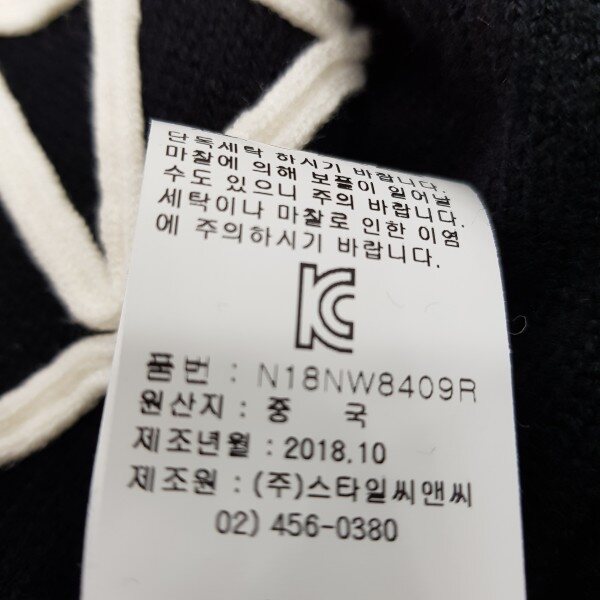 단독세탁 하시기 바랍니다.
마찰에 의해 보풀이 일어날
수도 있으니 주의 바랍니다.
세탁이나 마찰로 인한 이염
에 주의하시기 바랍니다.
KC
품번 : N18NW8409R
원산지 : 중 국
제조년월 : 2018.10
제조원 : (주)스타일씨앤씨
02) 456-0380